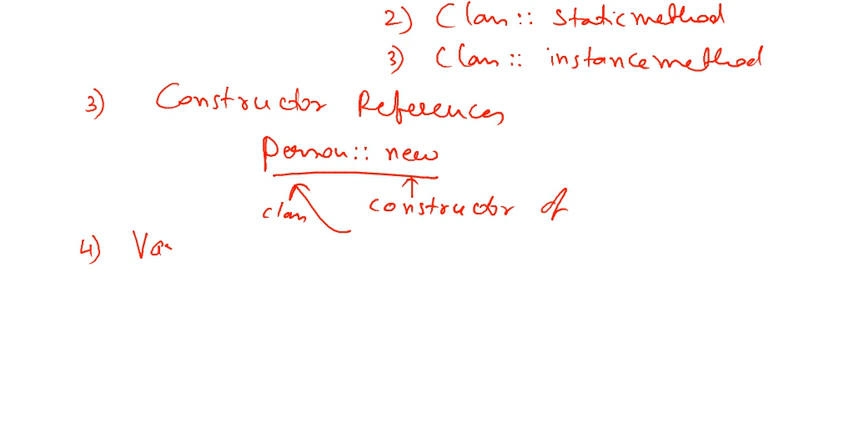 2) Class :: Staticmethod
3) Class :: instancemethod
3) Constructor References
Person :: new
class constructor of
4) Va